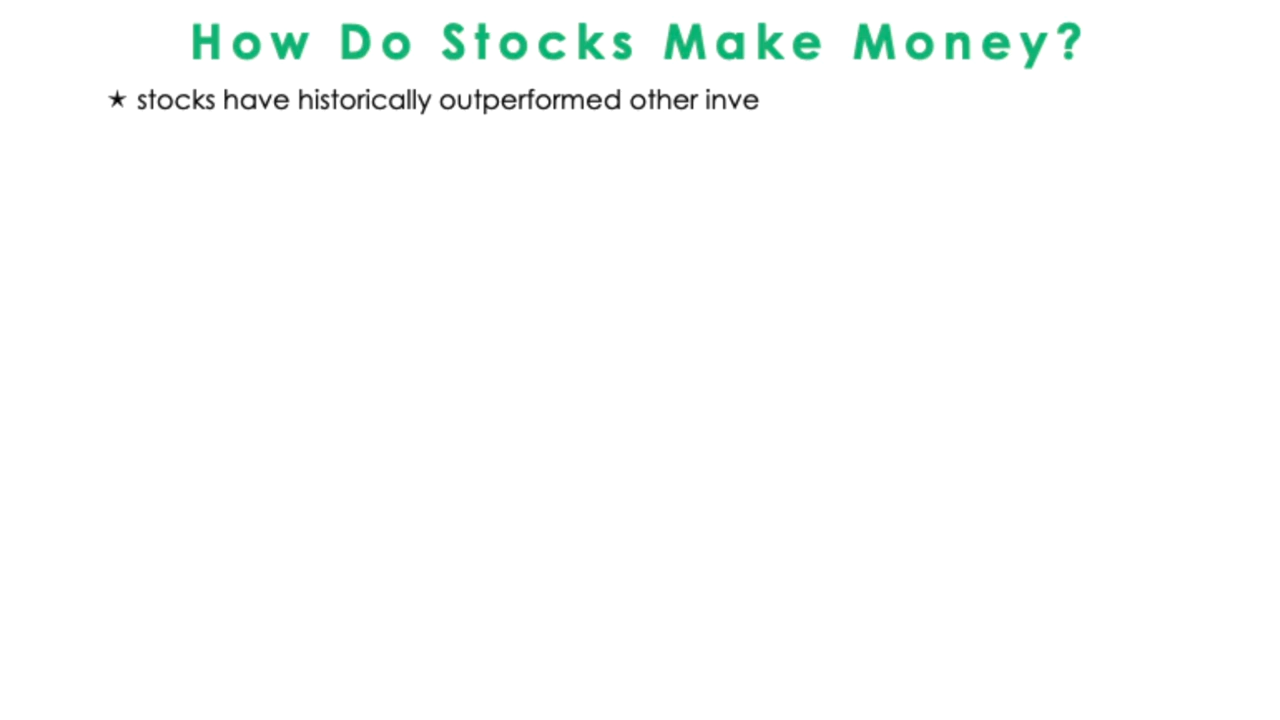 How Do Stocks Make Money?
★ stocks have historically outperformed other inve